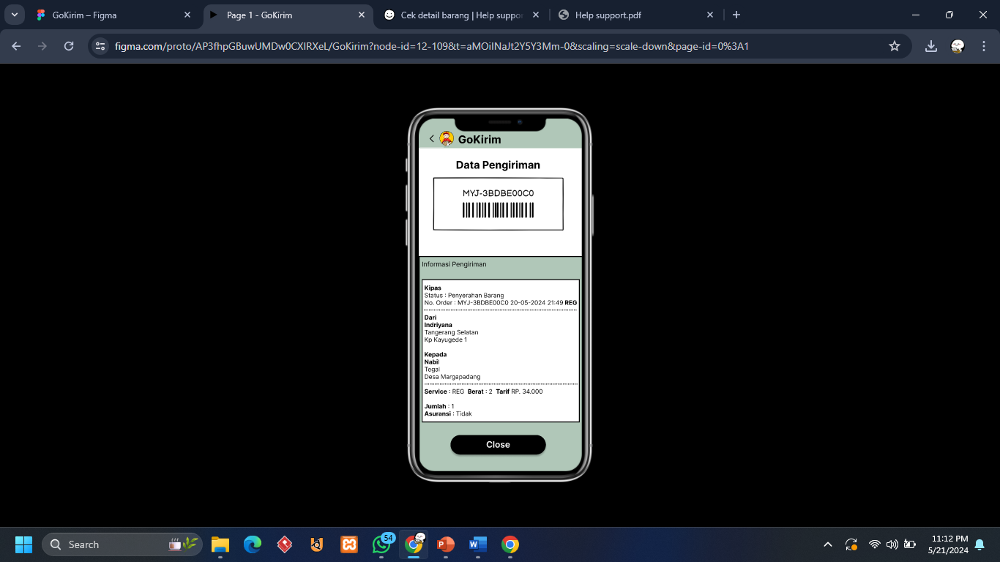 GoKirim – Figma
Page 1 - GoKirim
Cek detail barang | Help suppo
Help support.pdf
figma.com/proto/AP3fhpGBuwUMDw0CXlRXeL/GoKirim?node-id=12-109&t=aMOiINaJt2Y5Y3Mm-0&scaling=scale-down&page-id=0%3A1
GoKirim
Data Pengiriman
MYJ-3BDBE00C0
Informasi Pengiriman
Kipas
Status : Penyerahan Barang
No. Order : MYJ-3BDBE00C0 20-05-2024 21:49 REG
Dari
Indriyana
Tangerang Selatan
Kp Kayugede 1
Kepada
Nabil
Tegal
Desa Margapadang
Service : REG Berat : 2 Tarif RP. 34.000
Jumlah : 1
Asuransi : Tidak
Close
Search
54
11:12 PM
5/21/2024